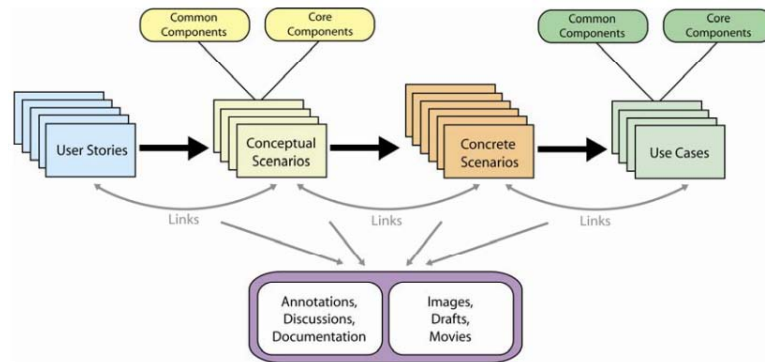 Common
Components
Core
Components
Common
Components
Core
Components
User Stories
Conceptual
Scenarios
Concrete
Scenarios
Use Cases
Links
Links
Links
Annotations,
Discussions,
Documentation
Images,
Drafts,
Movies